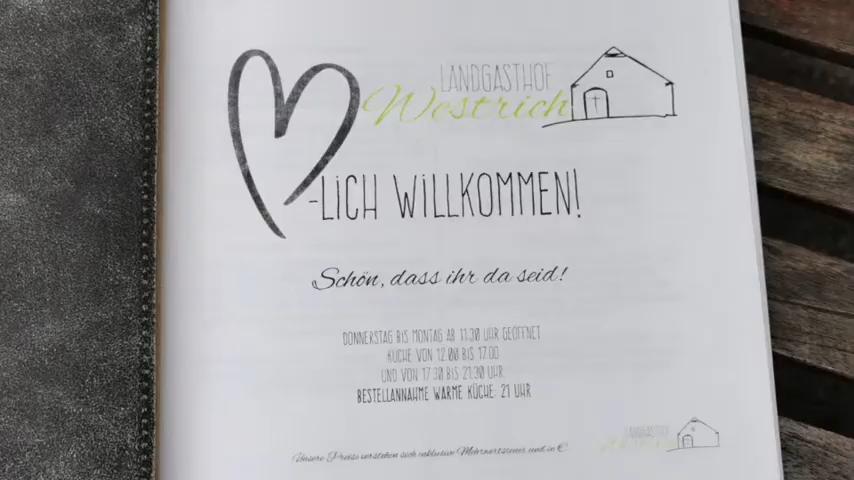 LANDGASTHOF
Westrich
-LiCH WiLLKOMMEN!
Schön, dass ihr da seid!
DONNERSTAG BIS MONTAG AB 11.30 UHR GEÖFFNET
KÜCHE VON 12.00 BIS 17.00
UND VON 17.30 BIS 21.30 UHR
BESTELLANNAHME WARME KÜCHE: 21 UHR
Unsere Preise verstehen sich inklusive Mehrwertsteuer und in €
LANDGASTHOF